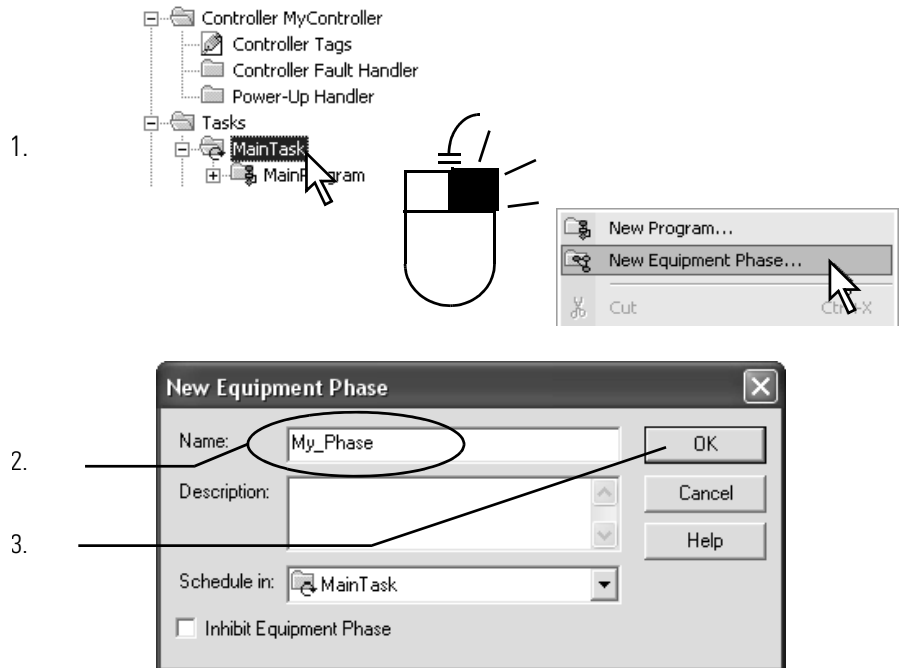 Controller MyController
Controller Tags
Controller Fault Handler
Power-Up Handler
Tasks
1.
MainTask
New Program...
New Equipment Phase...
Cut
New Equipment Phase
Name:
My_Phase
OK
2.
Description:
Cancel
3.
Help
Schedule in:
MainTask
Inhibit Equipment Phase